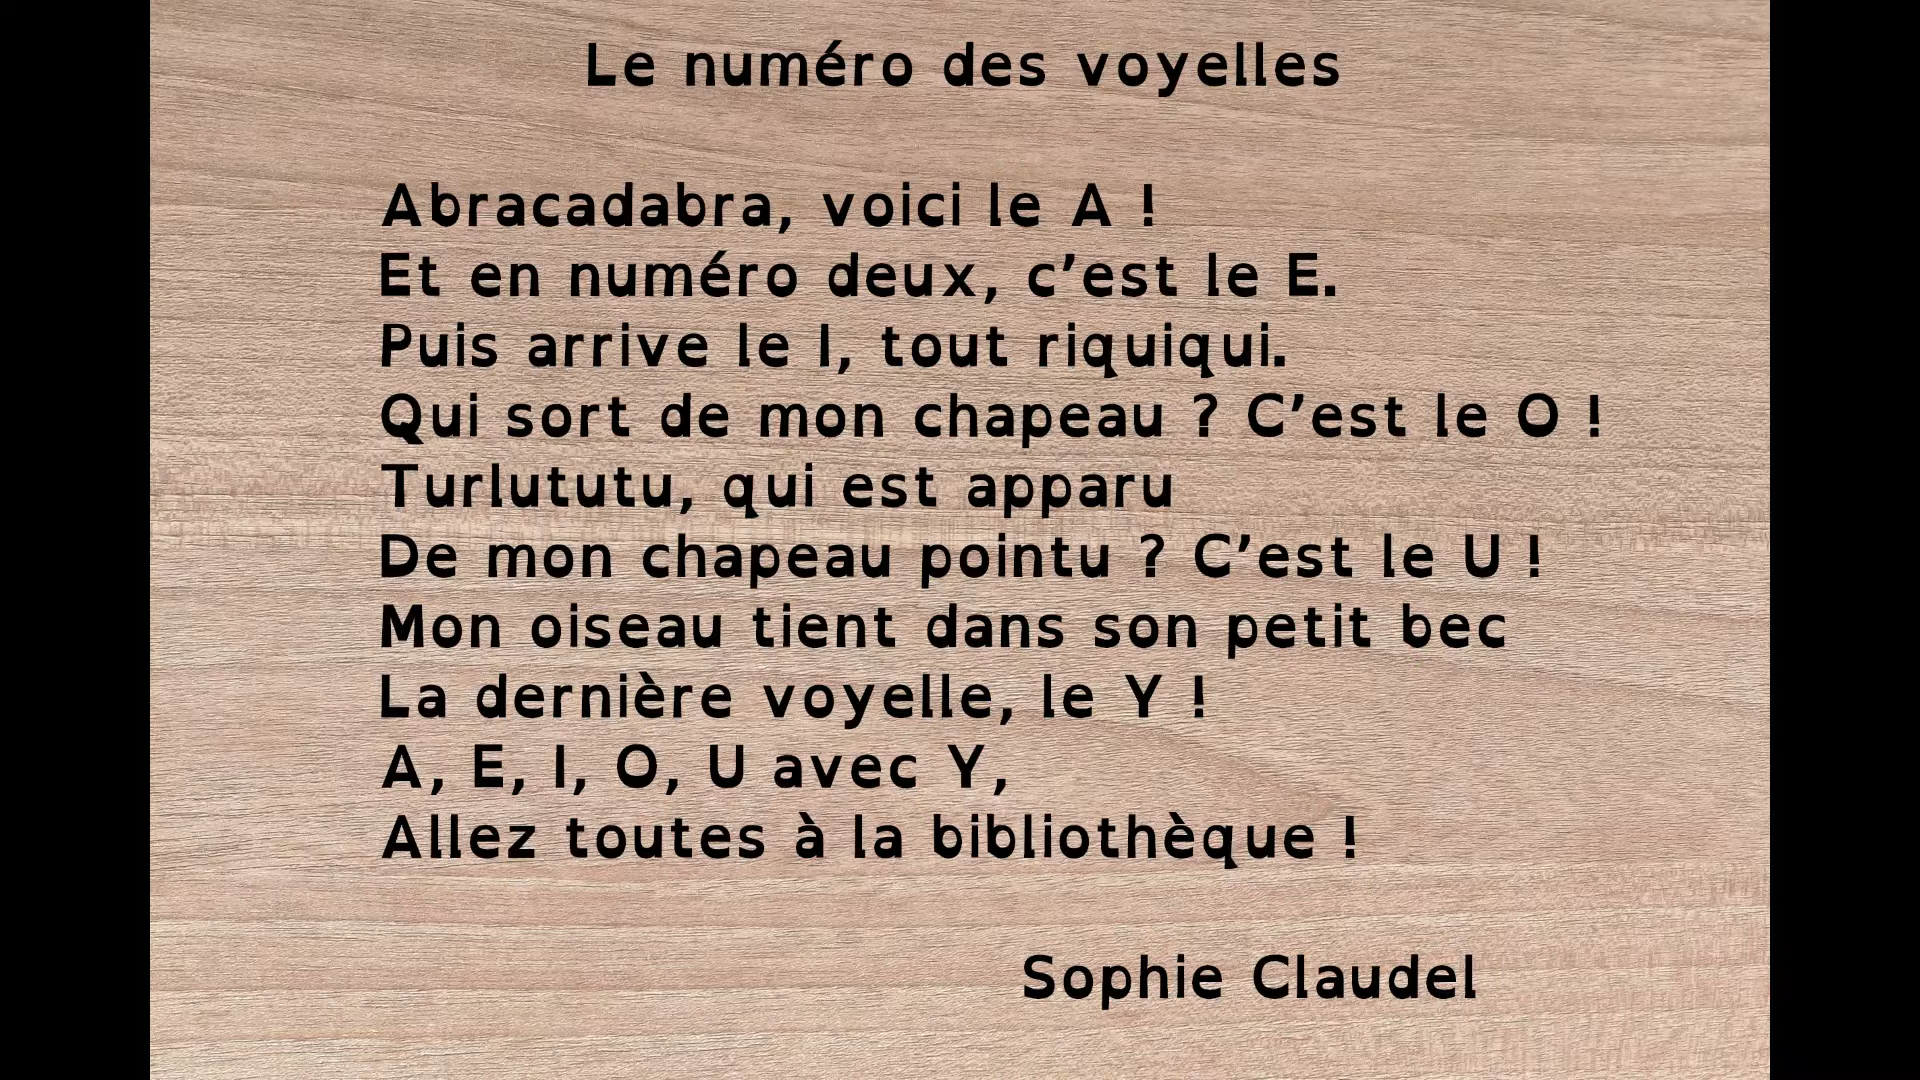 Le numéro des voyelles
Abracadabra, voici le A !
Et en numéro deux, c’est le E.
Puis arrive le I, tout riquiqui.
Qui sort de mon chapeau ? C’est le O !
Turlututu, qui est apparu
De mon chapeau pointu ? C’est le U !
Mon oiseau tient dans son petit bec
La dernière voyelle, le Y !
A, E, I, O, U avec Y,
Allez toutes à la bibliothèque !
Sophie Claudel